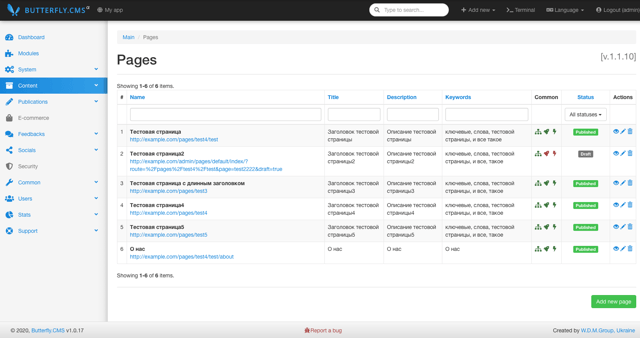 BUTTERFLY.CMS My app Type to search... Add new Terminal Language Logout (admin)
Dashboard
Modules
System
Content
Publications
E-commerce
Feedbacks
Socials
Security
Common
Users
Stats
Support
Main / Pages
Pages [v.1.1.10]
Showing 1-6 of 6 items.
# Name Title Description Keywords Common Status Actions
All statuses
1 Тестовая страница Заголовок тестовой Описание тестовой ключевые, слова, тестовой Published
http://example.com/pages/test4/test страницы страницы страницы, и все такое
2 Тестовая страница2 Заголовок тестовой Описание тестовой ключевые, слова, тестовой Draft
http://example.com/admin/pages/default/index/? страницы2 страницы2 страницы, и все такое
route=%2Fpages%2Ftest4%2Ftest&page=test2222&draft=true
3 Тестовая страница с длинным заголовком Заголовок тестовой Описание тестовой ключевые, слова, тестовой Published
http://example.com/pages/test3 страницы3 страницы3 страницы, и все, такое
4 Тестовая страница4 Заголовок тестовой Описание тестовой ключевые, слова, тестовой Published
http://example.com/pages/test4 страницы4 страницы4 страницы, и все, такое
5 Тестовая страница5 Заголовок тестовой Описание тестовой ключевые, слова, тестовой Published
http://example.com/pages/test5 страницы5 страницы5 страницы, и все, такое
6 О нас О нас О нас О нас Published
http://example.com/pages/test4/test/about
Showing 1-6 of 6 items.
Add new page
© 2020, Butterfly.CMS v1.0.17 Report a bug Created by W.D.M.Group, Ukraine